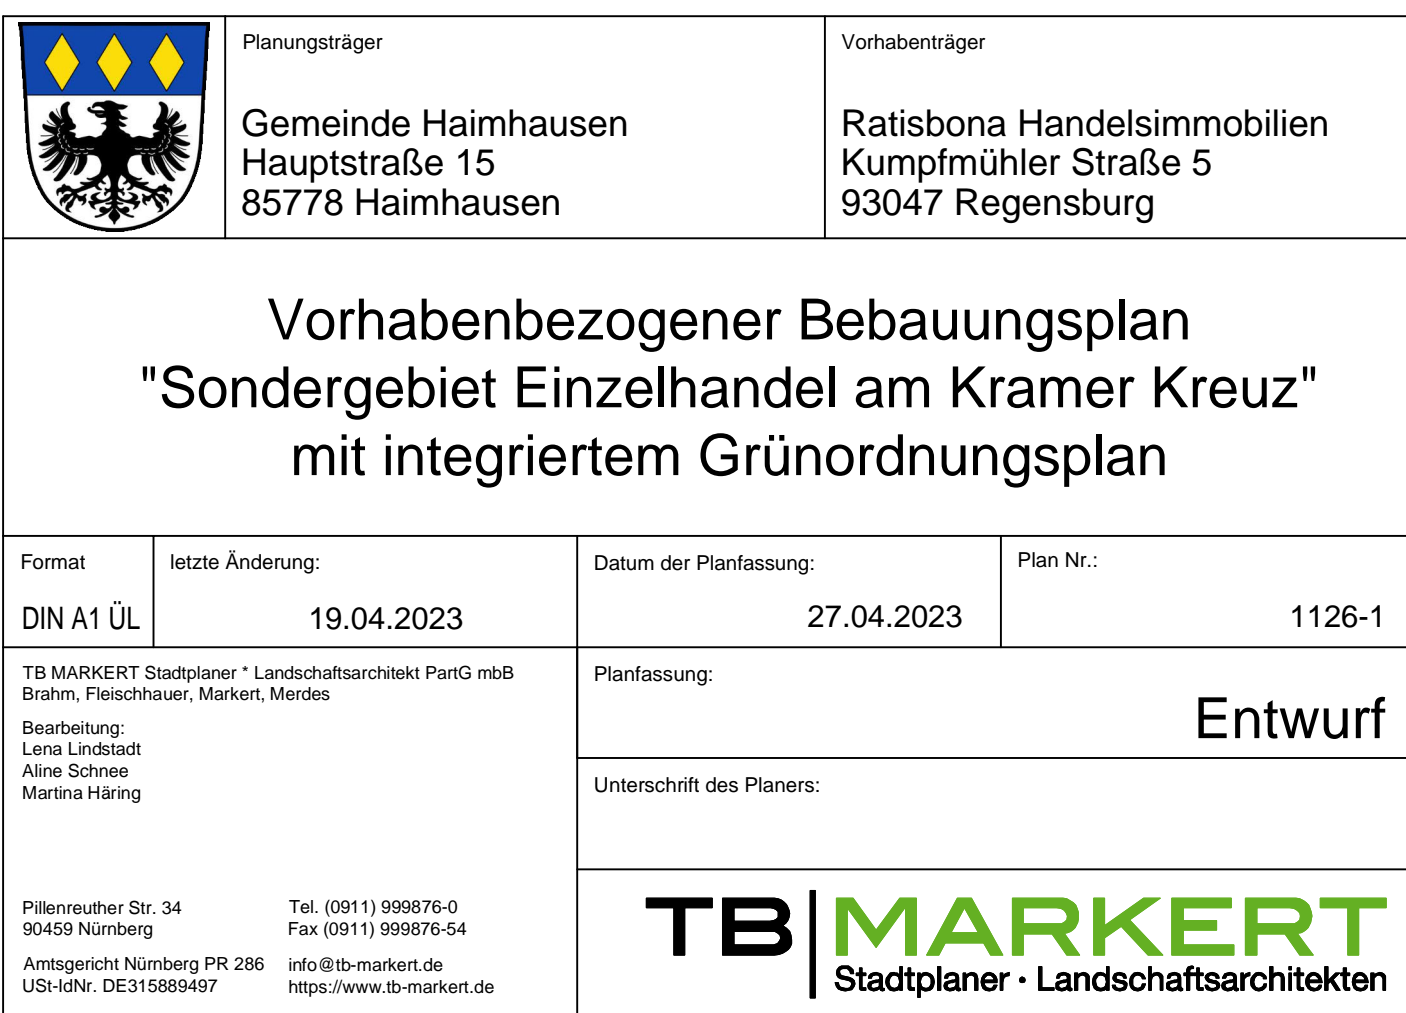 Planungsträger
Gemeinde Haimhausen
Hauptstraße 15
85778 Haimhausen
Vorhabenträger
Ratisbona Handelsimmobilien
Kumpfmühler Straße 5
93047 Regensburg
Vorhabenbezogener Bebauungsplan
"Sondergebiet Einzelhandel am Kramer Kreuz"
mit integriertem Grünordnungsplan
Format
DIN A1 ÜL
letzte Änderung:
19.04.2023
Datum der Planfassung:
27.04.2023
Plan Nr.:
1126-1
TB MARKERT Stadtplaner * Landschaftsarchitekt PartG mbB
Brahm, Fleischhauer, Markert, Merdes
Bearbeitung:
Lena Lindstadt
Aline Schnee
Martina Häring
Pillenreuther Str. 34
90459 Nürnberg
Amtsgericht Nürnberg PR 286
USt-IdNr. DE315889497
Tel. (0911) 999876-0
Fax (0911) 999876-54
info@tb-markert.de
https://www.tb-markert.de
Planfassung:
Entwurf
Unterschrift des Planers:
TB|MARKERT
Stadtplaner · Landschaftsarchitekten